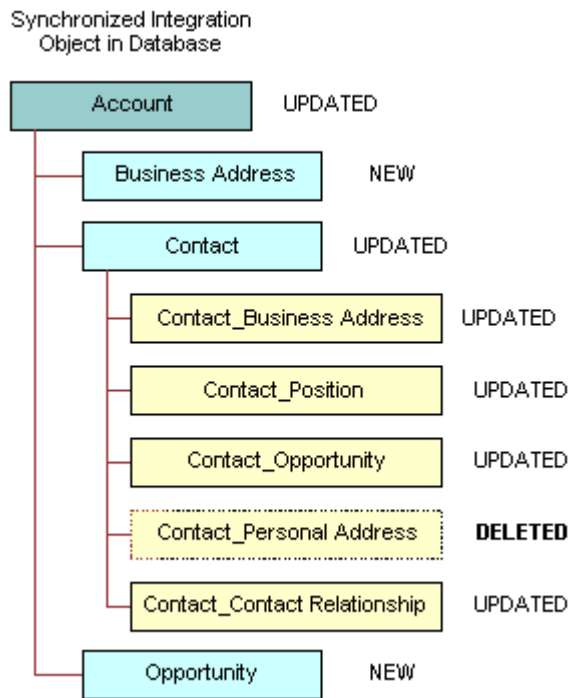 Synchronized Integration
Object in Database
Account UPDATED
Business Address NEW
Contact UPDATED
Contact_Business Address UPDATED
Contact_Position UPDATED
Contact_Opportunity UPDATED
Contact_Personal Address DELETED
Contact_Contact Relationship UPDATED
Opportunity NEW